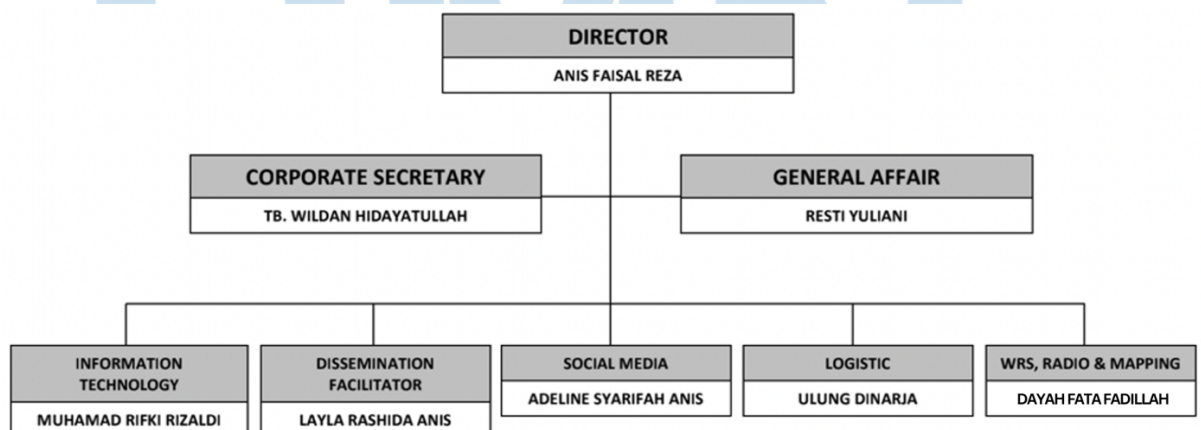 DIRECTOR
ANIS FAISAL REZA
CORPORATE SECRETARY
TB. WILDAN HIDAYATULLAH
GENERAL AFFAIR
RESTI YULIANI
INFORMATION
TECHNOLOGY
MUHAMAD RIFKI RIZALDI
DISSEMINATION
FACILITATOR
LAYLA RASHIDA ANIS
SOCIAL MEDIA
ADELINE SYARIFAH ANIS
LOGISTIC
ULUNG DINARJA
WRS, RADIO & MAPPING
DAYAH FATA FADILLAH